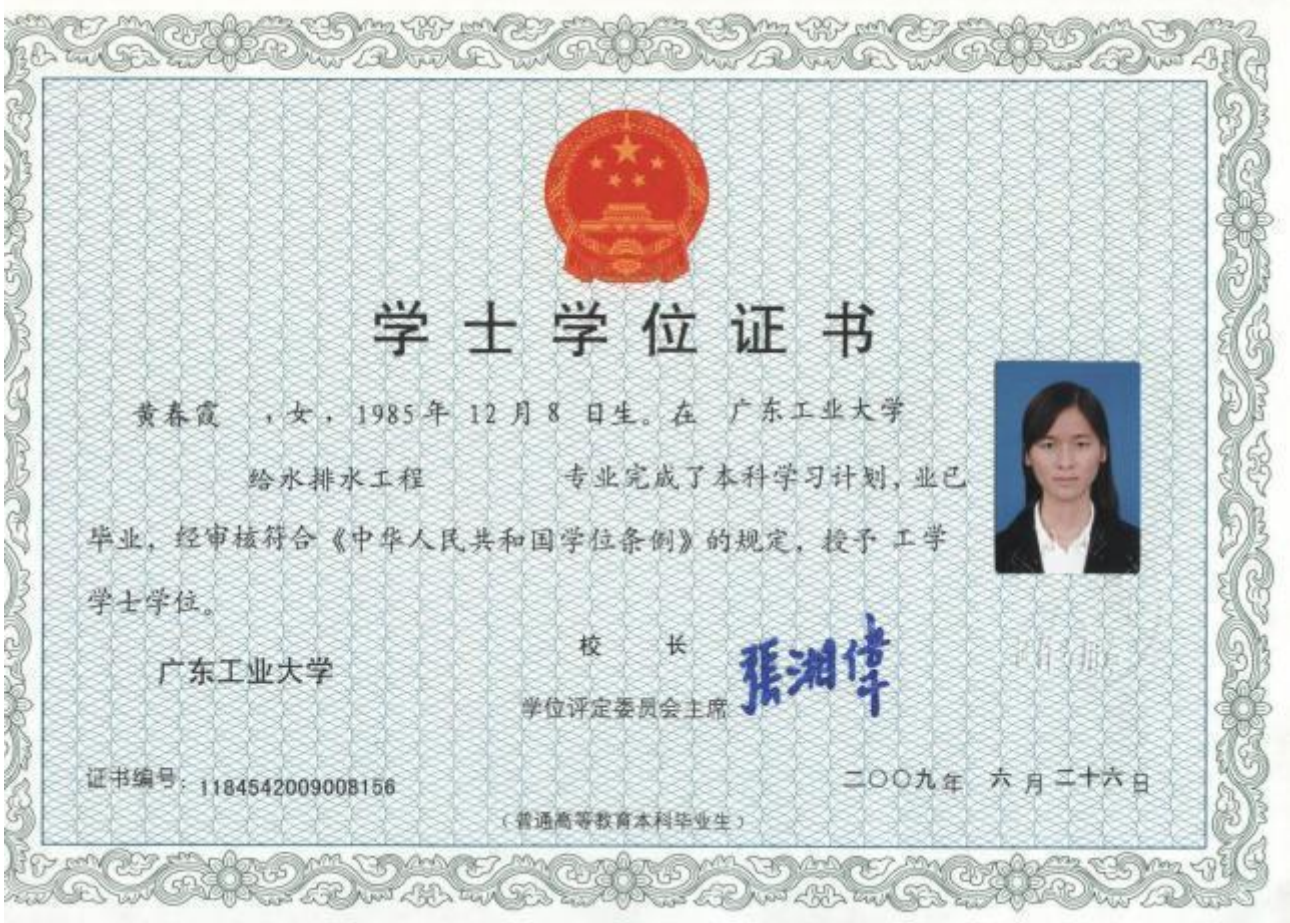 学士学位证书
黄春霞 ，女，1985年 12月 8 日生。在 广东工业大学
给水排水工程 专业完成了本科学习计划，业已
毕业，经审核符合《中华人民共和国学位条例》的规定，授予 工学
学士学位。
广东工业大学
校 长
学位评定委员会主席
張湘偉
证书编号：1184542009008156
二〇〇九年 六月二十六日
（普通高等教育本科毕业生）